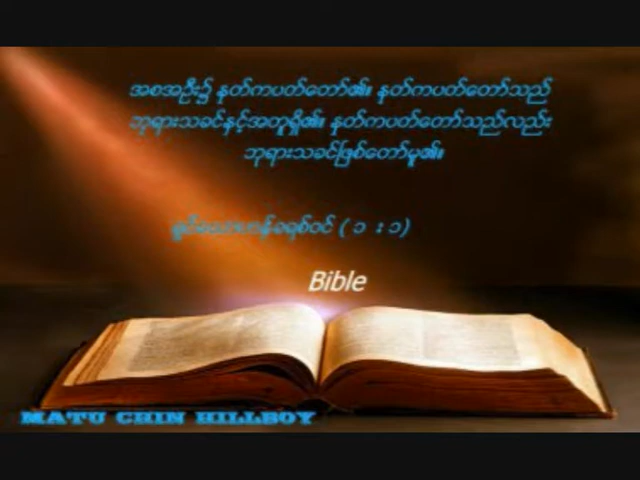 အစအဦး၌ နှတ်ကပတ်တော်၏။ နှတ်ကပတ်တော်သည်
ဘုရားသခင်နှင့်အတူရှိ၏။ နှတ်ကပတ်တော်သည်လည်း
ဘုရားသခင်ဖြစ်တော်မူ၏။
ရှင်ယောဟန်ခရစ်ဝင် ( ၁ : ၁)
Bible
MATU CHIN HILLBOY